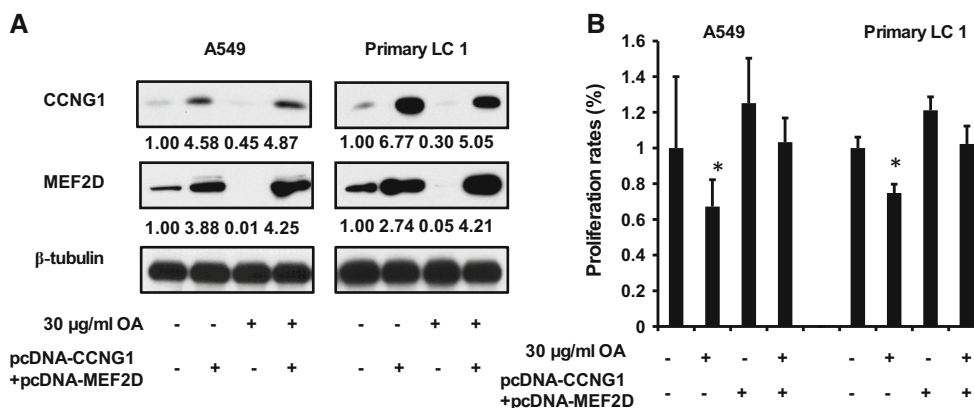 A
A549 Primary LC 1
CCNG1
1.00 4.58 0.45 4.87 1.00 6.77 0.30 5.05
MEF2D
1.00 3.88 0.01 4.25 1.00 2.74 0.05 4.21
β-tubulin
30 µg/ml OA - - + + - - + +
pcDNA-CCNG1
+pcDNA-MEF2D - + - + - + - +
B
A549 Primary LC 1
Proliferation rates (%)
1.6
1.4
1.2
1
0.8
0.6
0.4
0.2
0
* *
30 µg/ml OA - + - + - + - +
pcDNA-CCNG1
+pcDNA-MEF2D - - + + - - + +